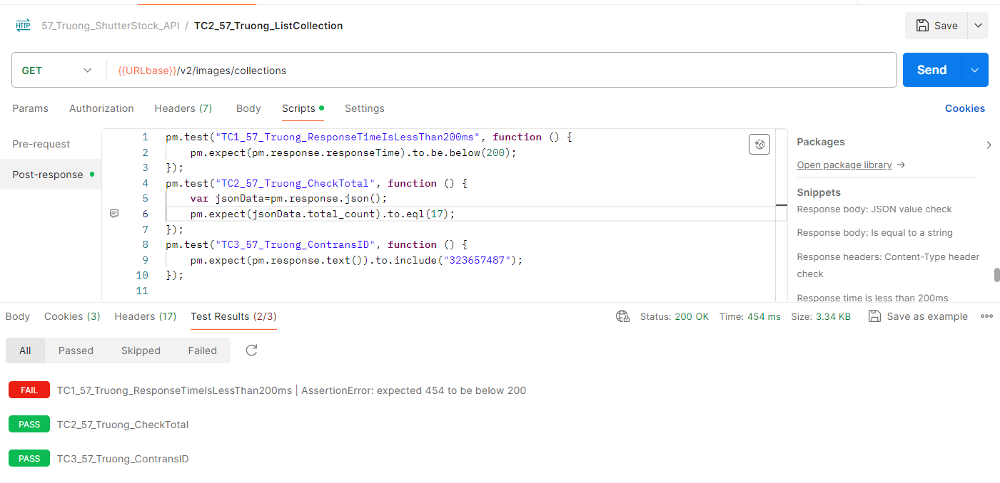 HTTP 57_Truong_ShutterStock_API / TC2_57_Truong_ListCollection Save
GET {{URLbase}}/v2/images/collections Send
Params Authorization Headers (7) Body Scripts Settings Cookies
Pre-request
Post-response
1 pm.test("TC1_57_Truong_ResponseTimeIsLessThan200ms", function () {
2 pm.expect(pm.response.responseTime).to.be.below(200);
3 });
4 pm.test("TC2_57_Truong_CheckTotal", function () {
5 var jsonData=pm.response.json();
6 pm.expect(jsonData.total_count).to.eql(17);
7 });
8 pm.test("TC3_57_Truong_ContransID", function () {
9 pm.expect(pm.response.text()).to.include("323657487");
10 });
11
Packages
Open package library →
Snippets
Response body: JSON value check
Response body: Is equal to a string
Response headers: Content-Type header
check
Response time is less than 200ms
Body Cookies (3) Headers (17) Test Results (2/3) Status: 200 OK Time: 454 ms Size: 3.34 KB Save as example
All Passed Skipped Failed
FAIL TC1_57_Truong_ResponseTimeIsLessThan200ms | AssertionError: expected 454 to be below 200
PASS TC2_57_Truong_CheckTotal
PASS TC3_57_Truong_ContransID